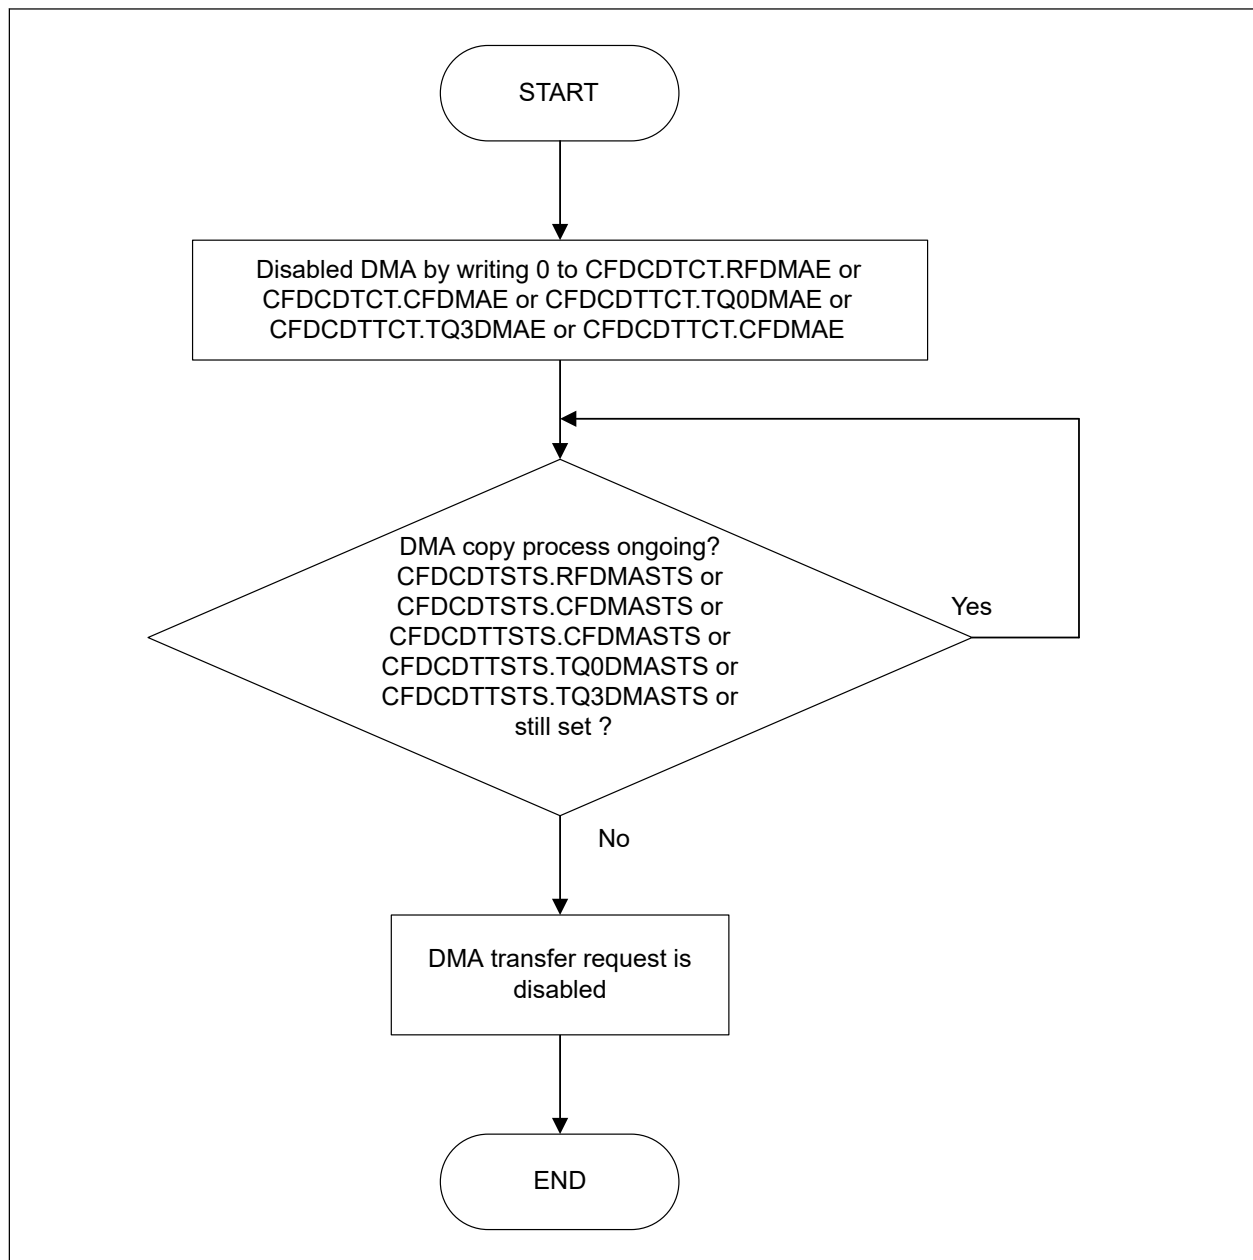 START
Disabled DMA by writing 0 to CFDCDTCT.RFDMAE or
CFDCDTCT.CFDMAE or CFDCDTTCT.TQ0DMAE or
CFDCDTTCT.TQ3DMAE or CFDCDTTCT.CFDMAE
DMA copy process ongoing?
CFDCDTSTS.RFDMASTS or
CFDCDTSTS.CFDMASTS or
CFDCDTTSTS.CFDMASTS or
CFDCDTTSTS.TQ0DMASTS or
CFDCDTTSTS.TQ3DMASTS or
still set ?
Yes
No
DMA transfer request is
disabled
END